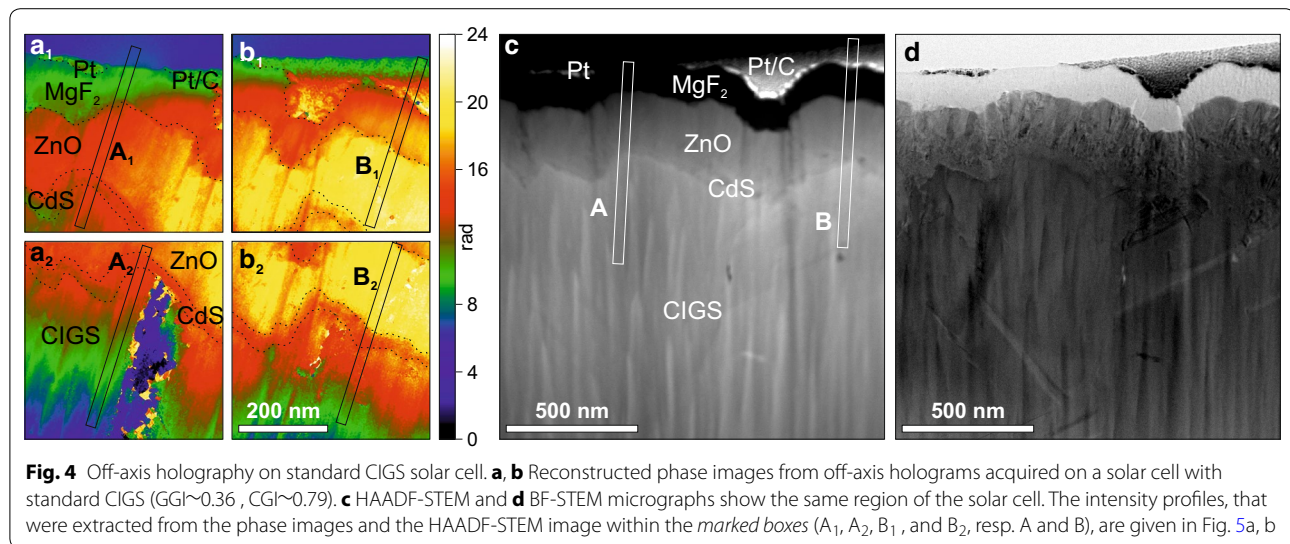 a1
Pt
MgF2
Pt/C
ZnO
A1
CdS
b1
B1
a2
A2
ZnO
CdS
CIGS
b2
B2
200 nm
24
20
16
12
8
4
0
rad
c
Pt
MgF2
Pt/C
ZnO
CdS
A
B
CIGS
500 nm
d
500 nm
Fig. 4 Off-axis holography on standard CIGS solar cell. a, b Reconstructed phase images from off-axis holograms acquired on a solar cell with
standard CIGS (GGI~0.36 , CGI~0.79). c HAADF-STEM and d BF-STEM micrographs show the same region of the solar cell. The intensity profiles, that
were extracted from the phase images and the HAADF-STEM image within the marked boxes (A1, A2, B1 , and B2, resp. A and B), are given in Fig. 5a, b